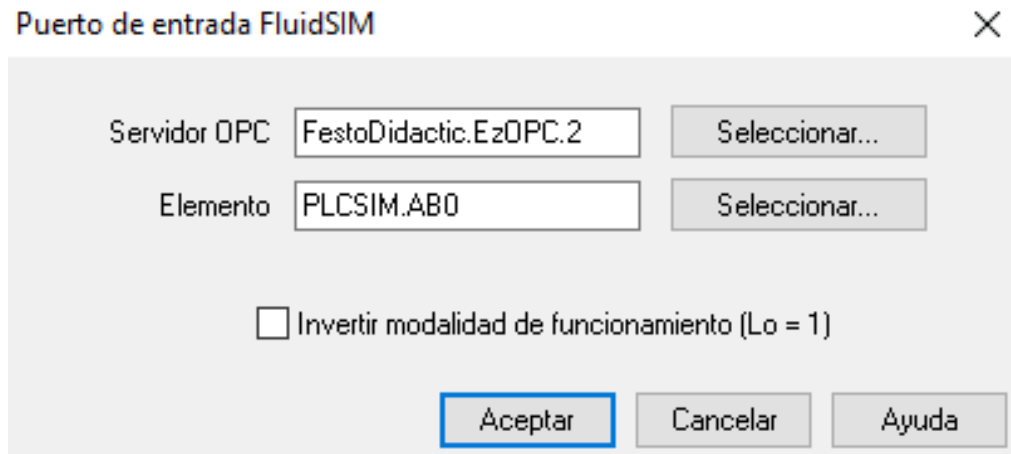 Puerto de entrada FluidSIM
Servidor OPC FestoDidactic.EzOPC.2 Seleccionar...
Elemento PLCSIM.AB0 Seleccionar...
Invertir modalidad de funcionamiento (Lo = 1)
Aceptar Cancelar Ayuda